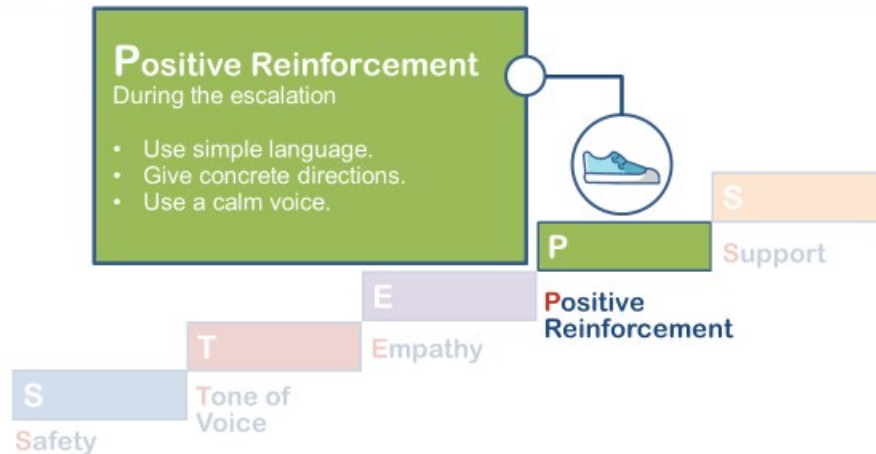 Positive Reinforcement
During the escalation
• Use simple language.
• Give concrete directions.
• Use a calm voice.
S
P
Support
E
Positive
Reinforcement
T
Empathy
S
Tone of
Voice
Safety